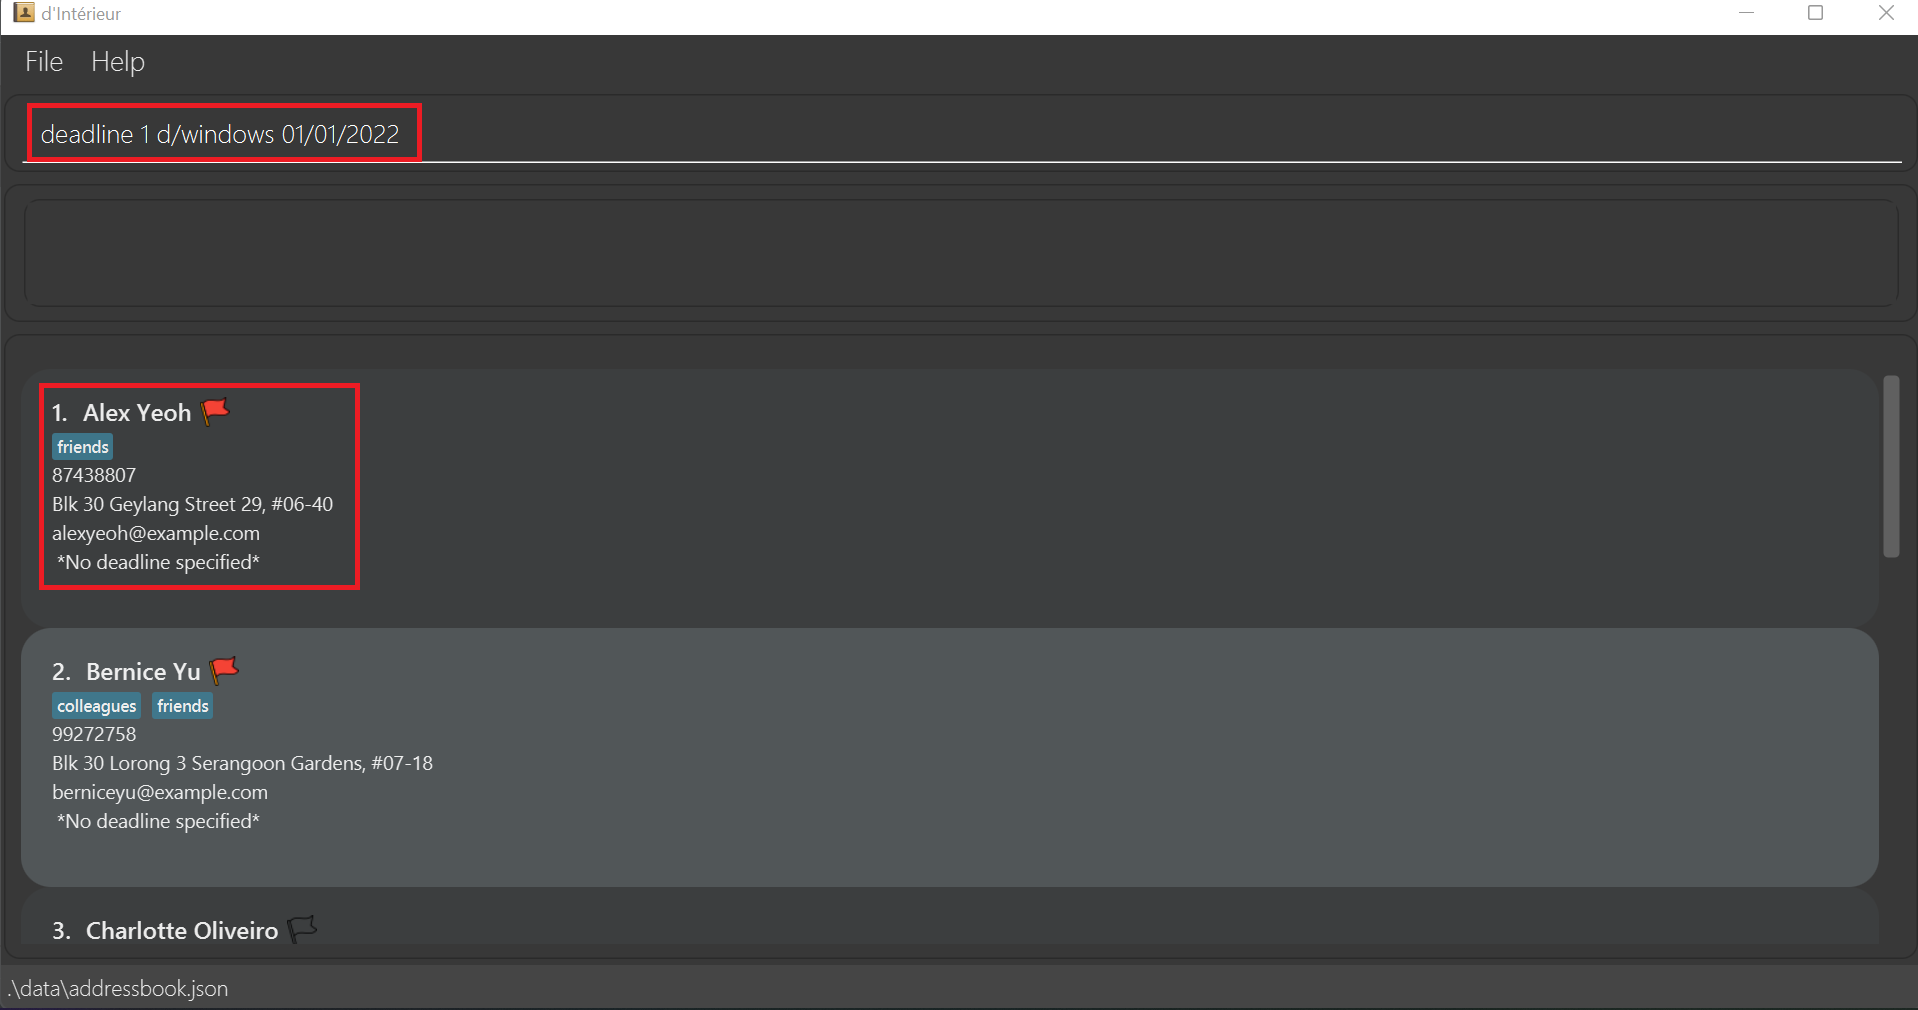 d'Intérieur
File Help
deadline 1 d/windows 01/01/2022
1. Alex Yeoh
friends
87438807
Blk 30 Geylang Street 29, #06-40
alexyeoh@example.com
*No deadline specified*
2. Bernice Yu
colleagues friends
99272758
Blk 30 Lorong 3 Serangoon Gardens, #07-18
berniceyu@example.com
*No deadline specified*
3. Charlotte Oliveiro
.\data\addressbook.json